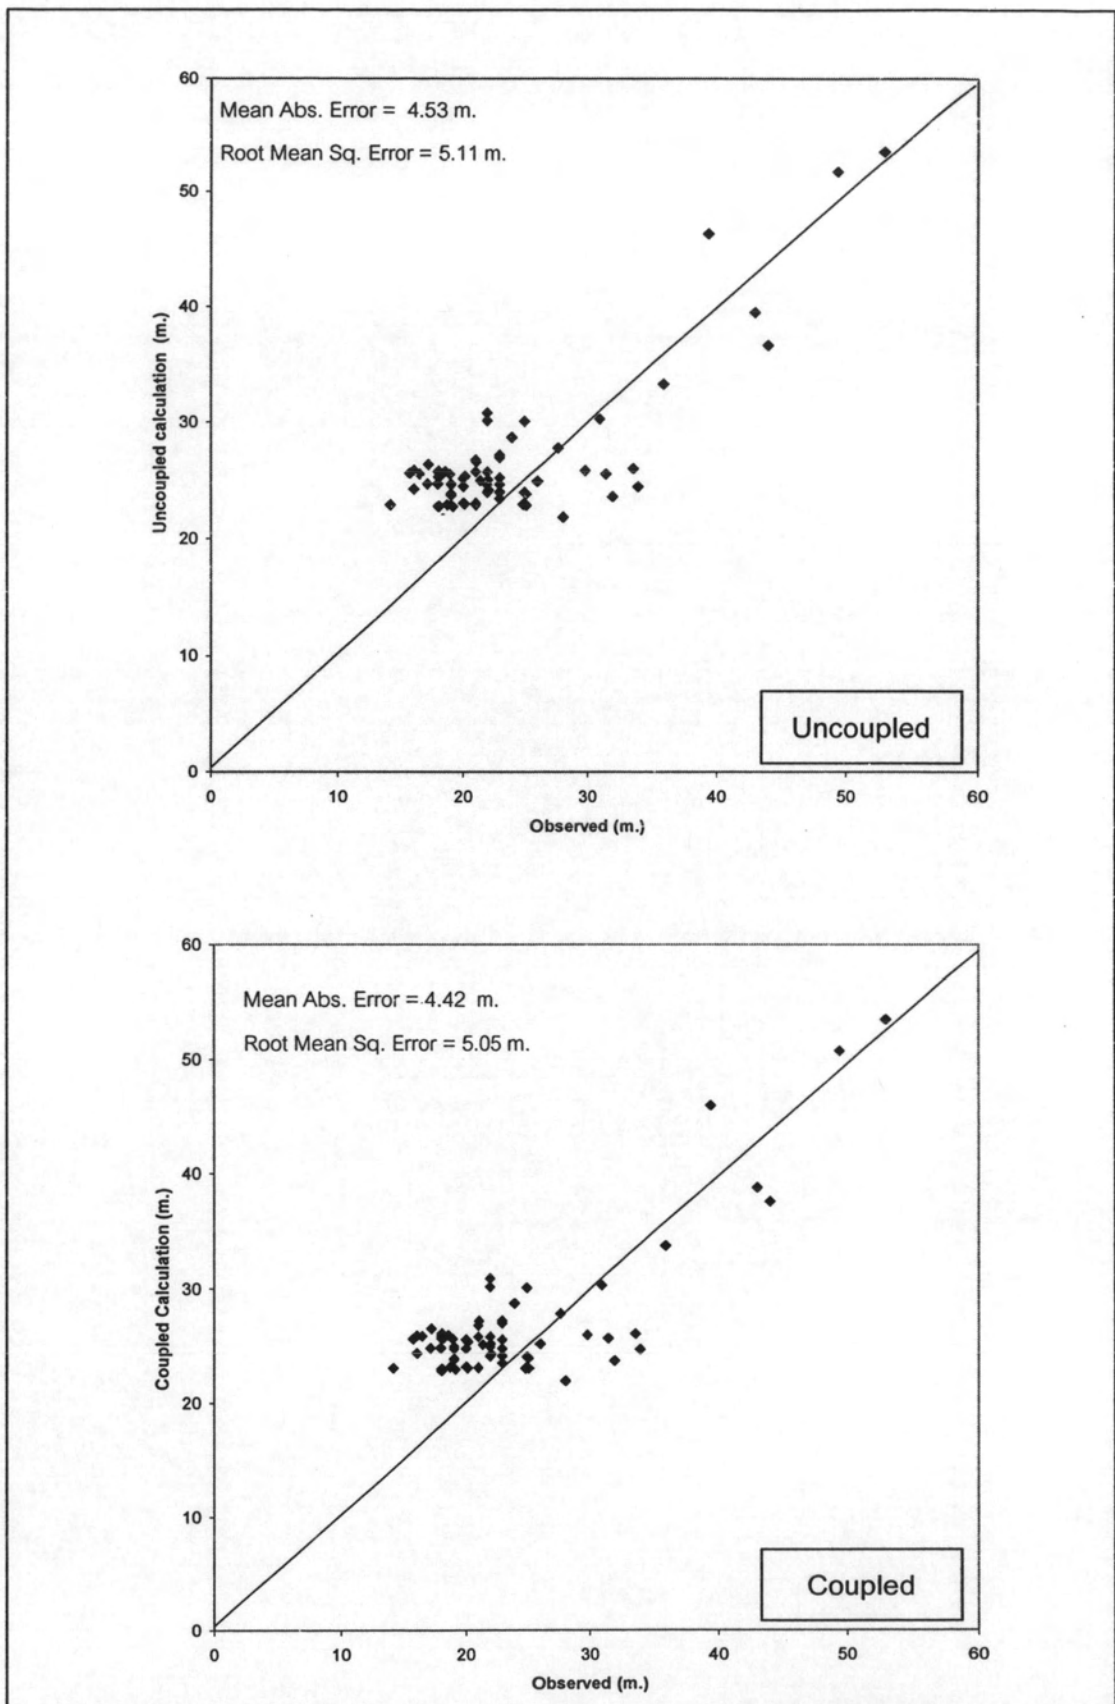 60
Mean Abs. Error = 4.53 m.
Root Mean Sq. Error = 5.11 m.
50
40
Uncoupled calculation (m.)
30
20
10
Uncoupled
0
0 10 20 30 40 50 60
Observed (m.)
60
Mean Abs. Error = 4.42 m.
Root Mean Sq. Error = 5.05 m.
50
40
Coupled Calculation (m.)
30
20
10
Coupled
0
0 10 20 30 40 50 60
Observed (m.)